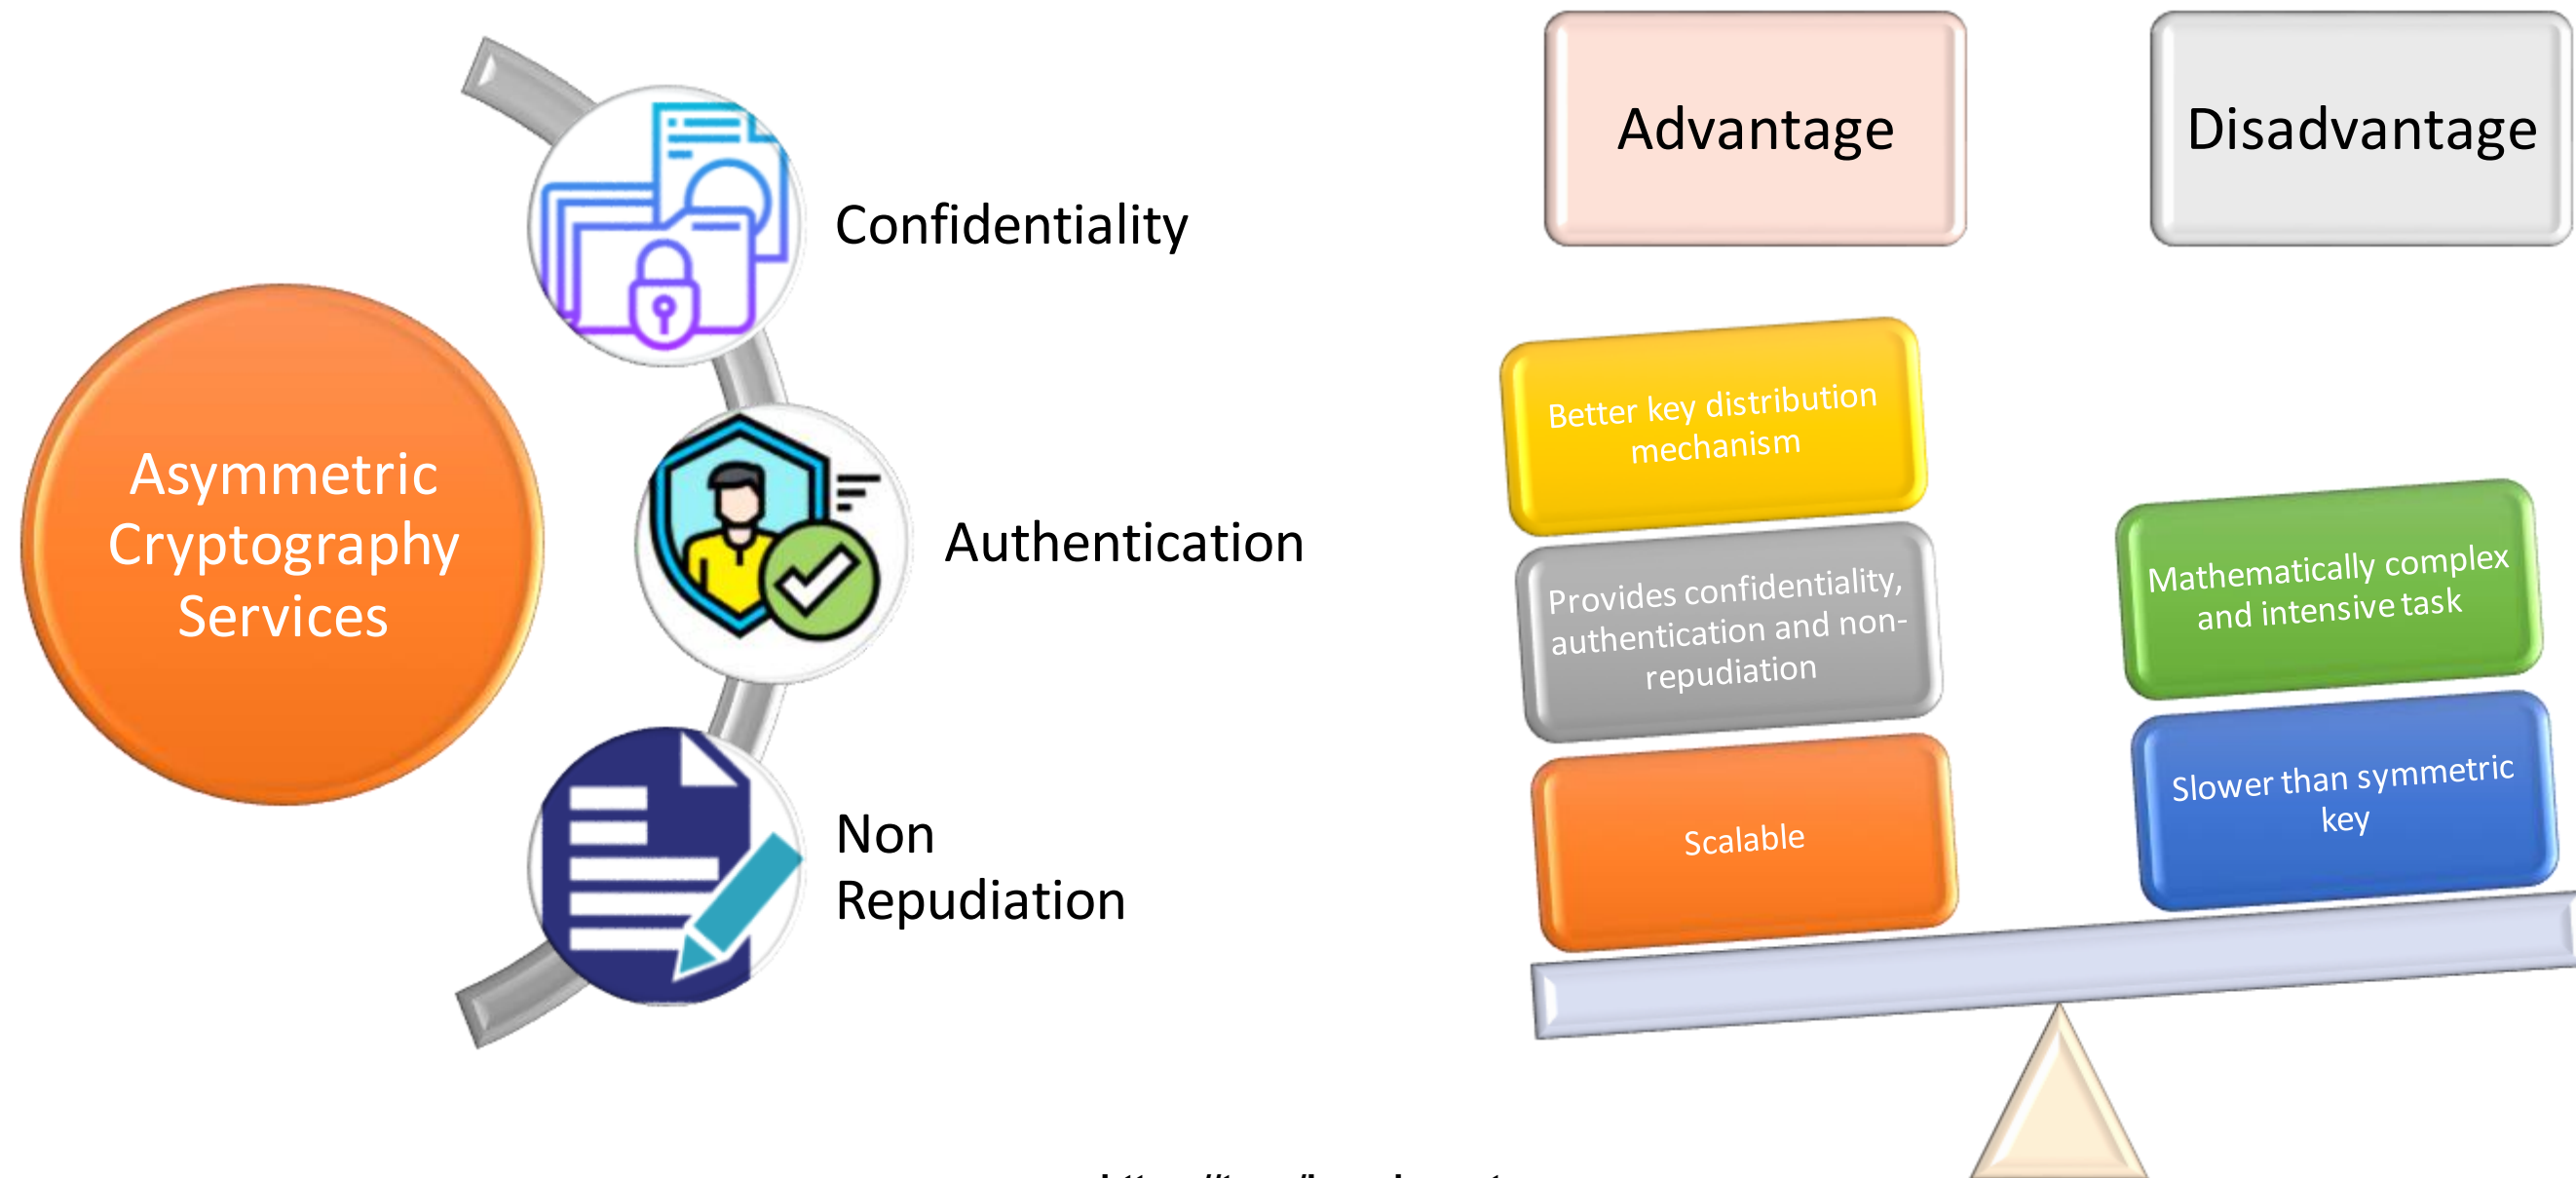 Asymmetric
Cryptography
Services
Confidentiality
Authentication
Non
Repudiation
Advantage
Disadvantage
Better key distribution
mechanism
Provides confidentiality,
authentication and non-
repudiation
Scalable
Mathematically complex
and intensive task
Slower than symmetric
key